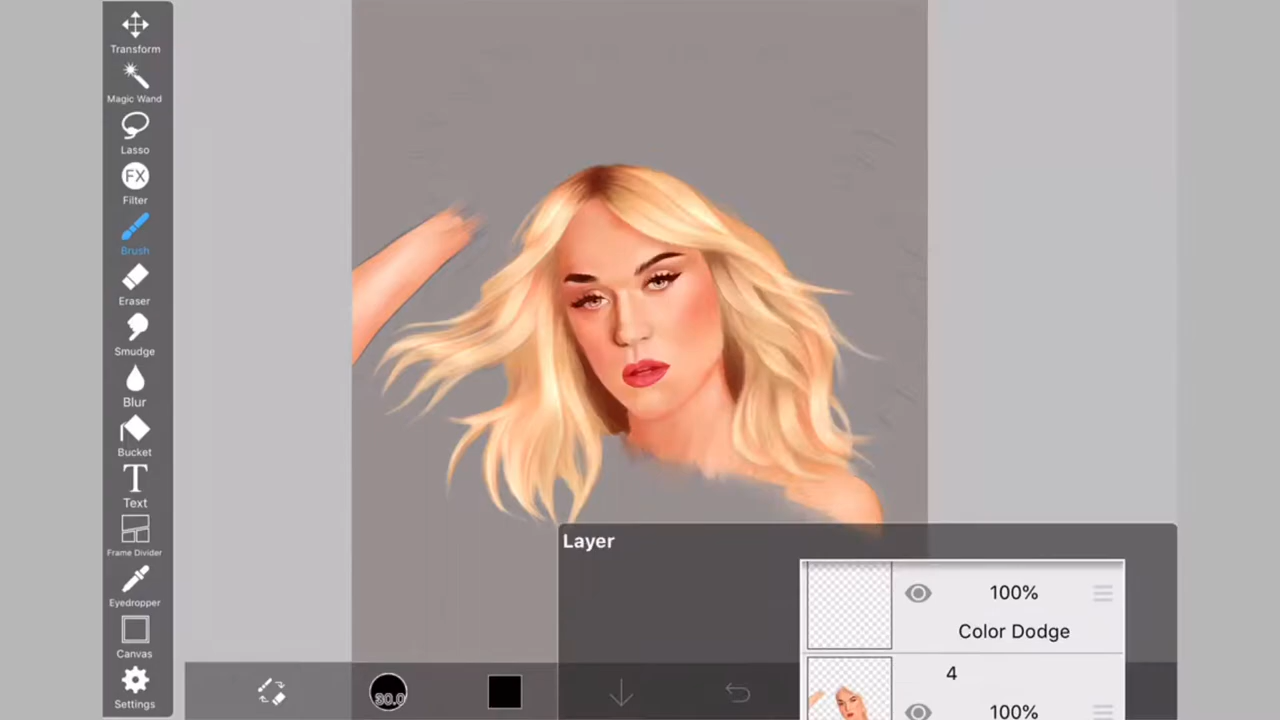 Transform
Magic Wand
Lasso
FX
Filter
Brush
Eraser
Smudge
Blur
Bucket
T
Text
Frame Divider
Eyedropper
Canvas
Settings
Layer
100%
Color Dodge
4
100%
30.0